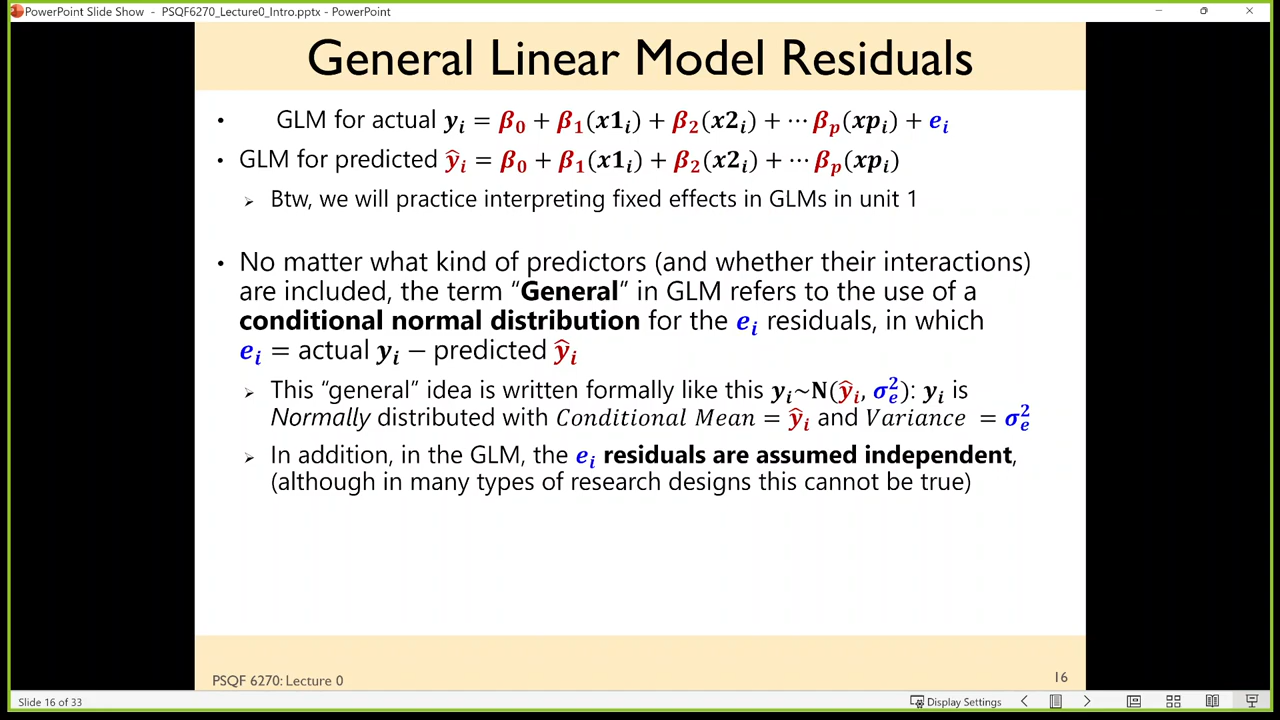 PowerPoint Slide Show - PSQF6270_Lecture0_Intro.pptx - PowerPoint
General Linear Model Residuals
• GLM for actual yᵢ = β₀ + β₁(x1ᵢ) + β₂(x2ᵢ) + ⋯ βₚ(xpᵢ) + eᵢ
• GLM for predicted ŷᵢ = β₀ + β₁(x1ᵢ) + β₂(x2ᵢ) + ⋯ βₚ(xpᵢ)
➢ Btw, we will practice interpreting fixed effects in GLMs in unit 1
• No matter what kind of predictors (and whether their interactions)
are included, the term “General” in GLM refers to the use of a
conditional normal distribution for the eᵢ residuals, in which
eᵢ = actual yᵢ − predicted ŷᵢ
➢ This “general” idea is written formally like this yᵢ~N(ŷᵢ, σₑ²): yᵢ is
Normally distributed with Conditional Mean = ŷᵢ and Variance = σₑ²
➢ In addition, in the GLM, the eᵢ residuals are assumed independent,
(although in many types of research designs this cannot be true)
PSQF 6270: Lecture 0
16
Slide 16 of 33
Display Settings